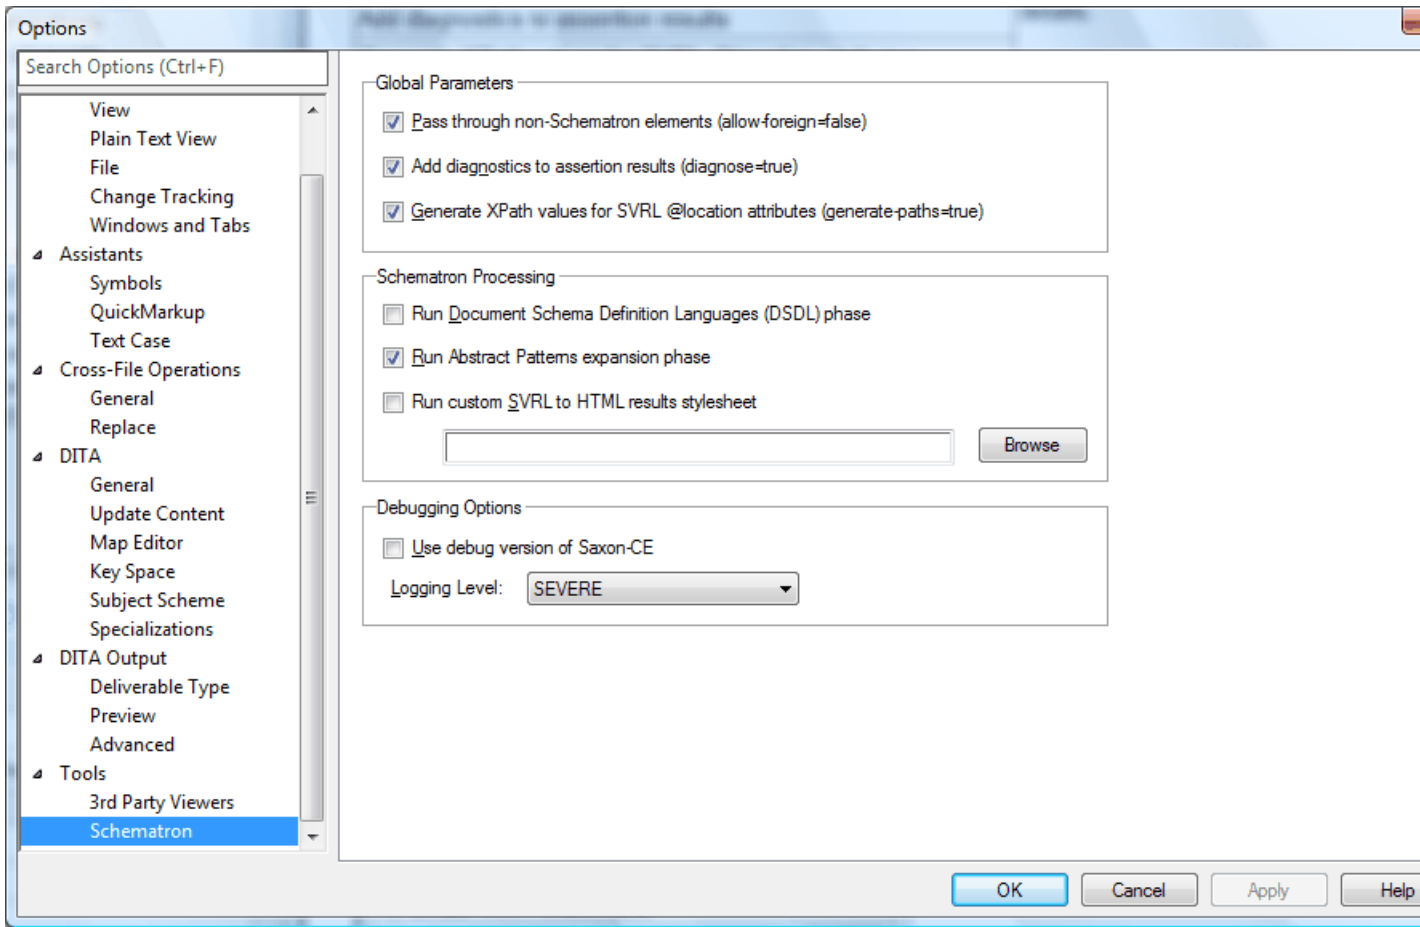 Add diagnostics to assertion results
Options
Search Options (Ctrl+F)
View
Plain Text View
File
Change Tracking
Windows and Tabs
Assistants
Symbols
QuickMarkup
Text Case
Cross-File Operations
General
Replace
DITA
General
Update Content
Map Editor
Key Space
Subject Scheme
Specializations
DITA Output
Deliverable Type
Preview
Advanced
Tools
3rd Party Viewers
Schematron
Global Parameters
Pass through non-Schematron elements (allow-foreign=false)
Add diagnostics to assertion results (diagnose=true)
Generate XPath values for SVRL @location attributes (generate-paths=true)
Schematron Processing
Run Document Schema Definition Languages (DSDL) phase
Run Abstract Patterns expansion phase
Run custom SVRL to HTML results stylesheet
Browse
Debugging Options
Use debug version of Saxon-CE
Logging Level: SEVERE
OK Cancel Apply Help